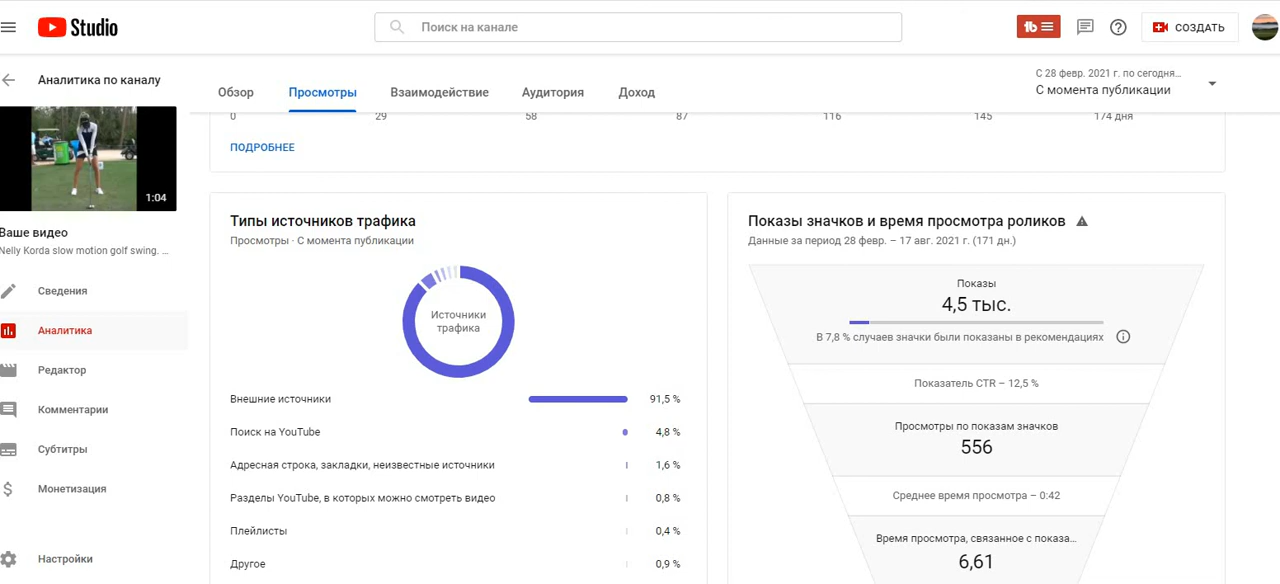 Studio
Поиск на канале
СОЗДАТЬ
Аналитика по каналу
Обзор
Просмотры
Взаимодействие
Аудитория
Доход
С 28 февр. 2021 г. по сегодня…
С момента публикации
1:04
Ваше видео
Nelly Korda slow motion golf swing. …
Сведения
Аналитика
Редактор
Комментарии
Субтитры
Монетизация
Настройки
0 29 58 87 116 145 174 дня
ПОДРОБНЕЕ
Типы источников трафика
Просмотры · С момента публикации
Источники
трафика
Внешние источники 91,5 %
Поиск на YouTube 4,8 %
Адресная строка, закладки, неизвестные источники 1,6 %
Разделы YouTube, в которых можно смотреть видео 0,8 %
Плейлисты 0,4 %
Другое 0,9 %
Показы значков и время просмотра роликов
Данные за период 28 февр. – 17 авг. 2021 г. (171 дн.)
Показы
4,5 тыс.
В 7,8 % случаев значки были показаны в рекомендациях
Показатель CTR – 12,5 %
Просмотры по показам значков
556
Среднее время просмотра – 0:42
Время просмотра, связанное с показа…
6,61